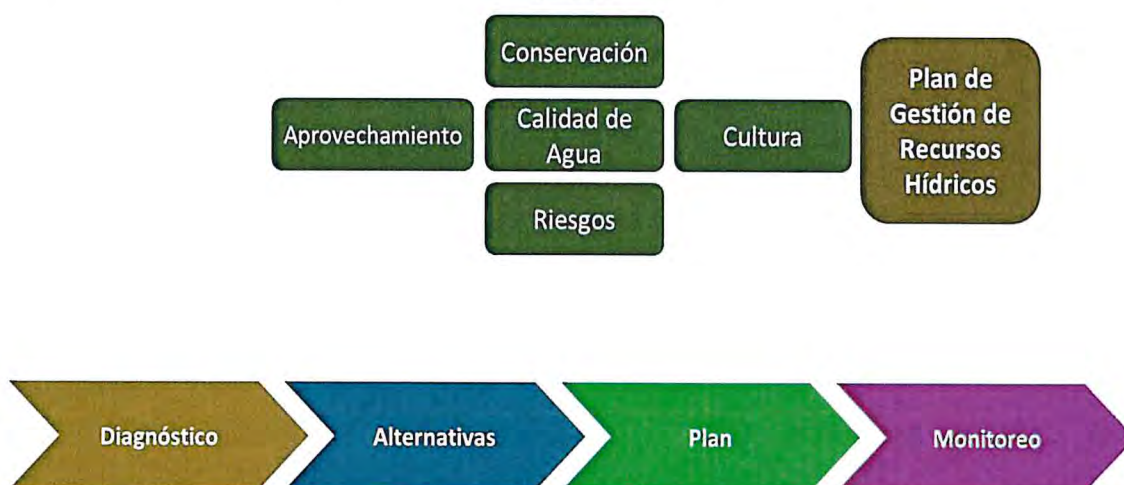 Conservación
Aprovechamiento
Calidad de
Agua
Cultura
Riesgos
Plan de
Gestión de
Recursos
Hídricos
Diagnóstico
Alternativas
Plan
Monitoreo